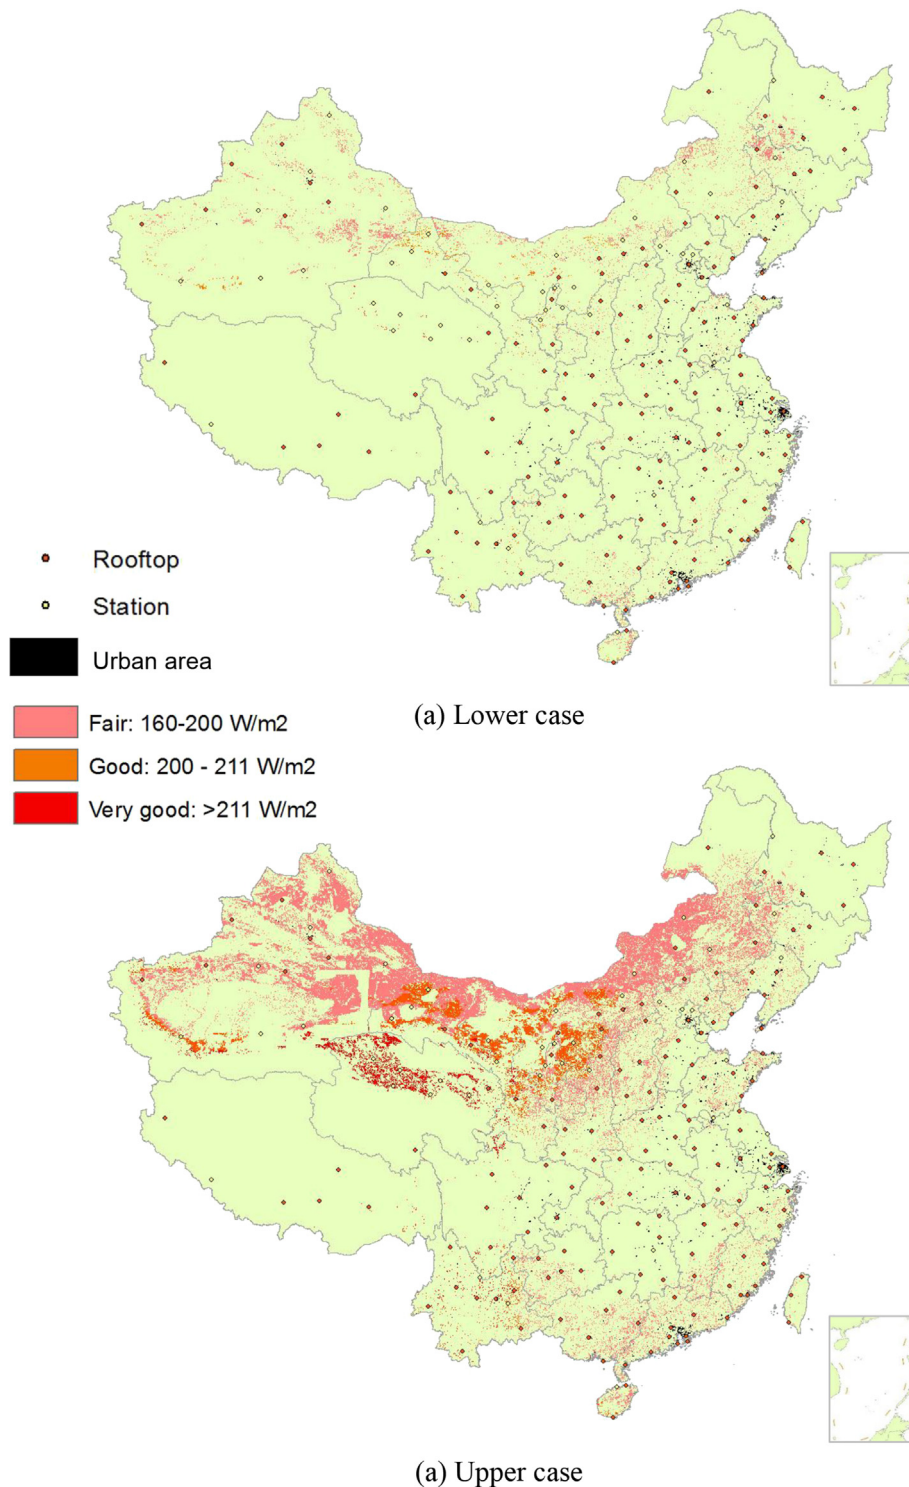 Rooftop
Station
Urban area
(a) Lower case
Fair: 160-200 W/m2
Good: 200 - 211 W/m2
Very good: >211 W/m2
(a) Upper case